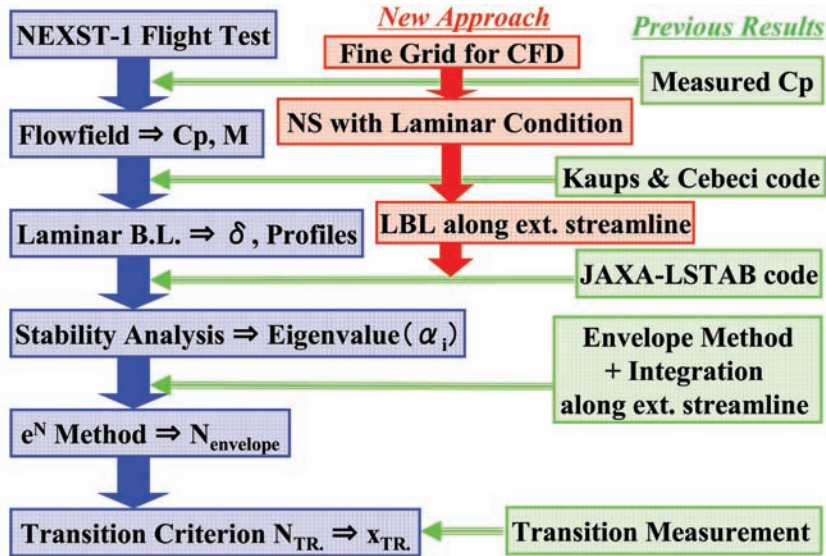 NEXST-1 Flight Test
Flowfield ⇒ Cp, M
Laminar B.L. ⇒ δ, Profiles
Stability Analysis ⇒ Eigenvalue(αi)
eN Method ⇒ Nenvelope
Transition Criterion NTR. ⇒ xTR.
New Approach
Fine Grid for CFD
NS with Laminar Condition
LBL along ext. streamline
Previous Results
Measured Cp
Kaups & Cebeci code
JAXA-LSTAB code
Envelope Method
+ Integration
along ext. streamline
Transition Measurement